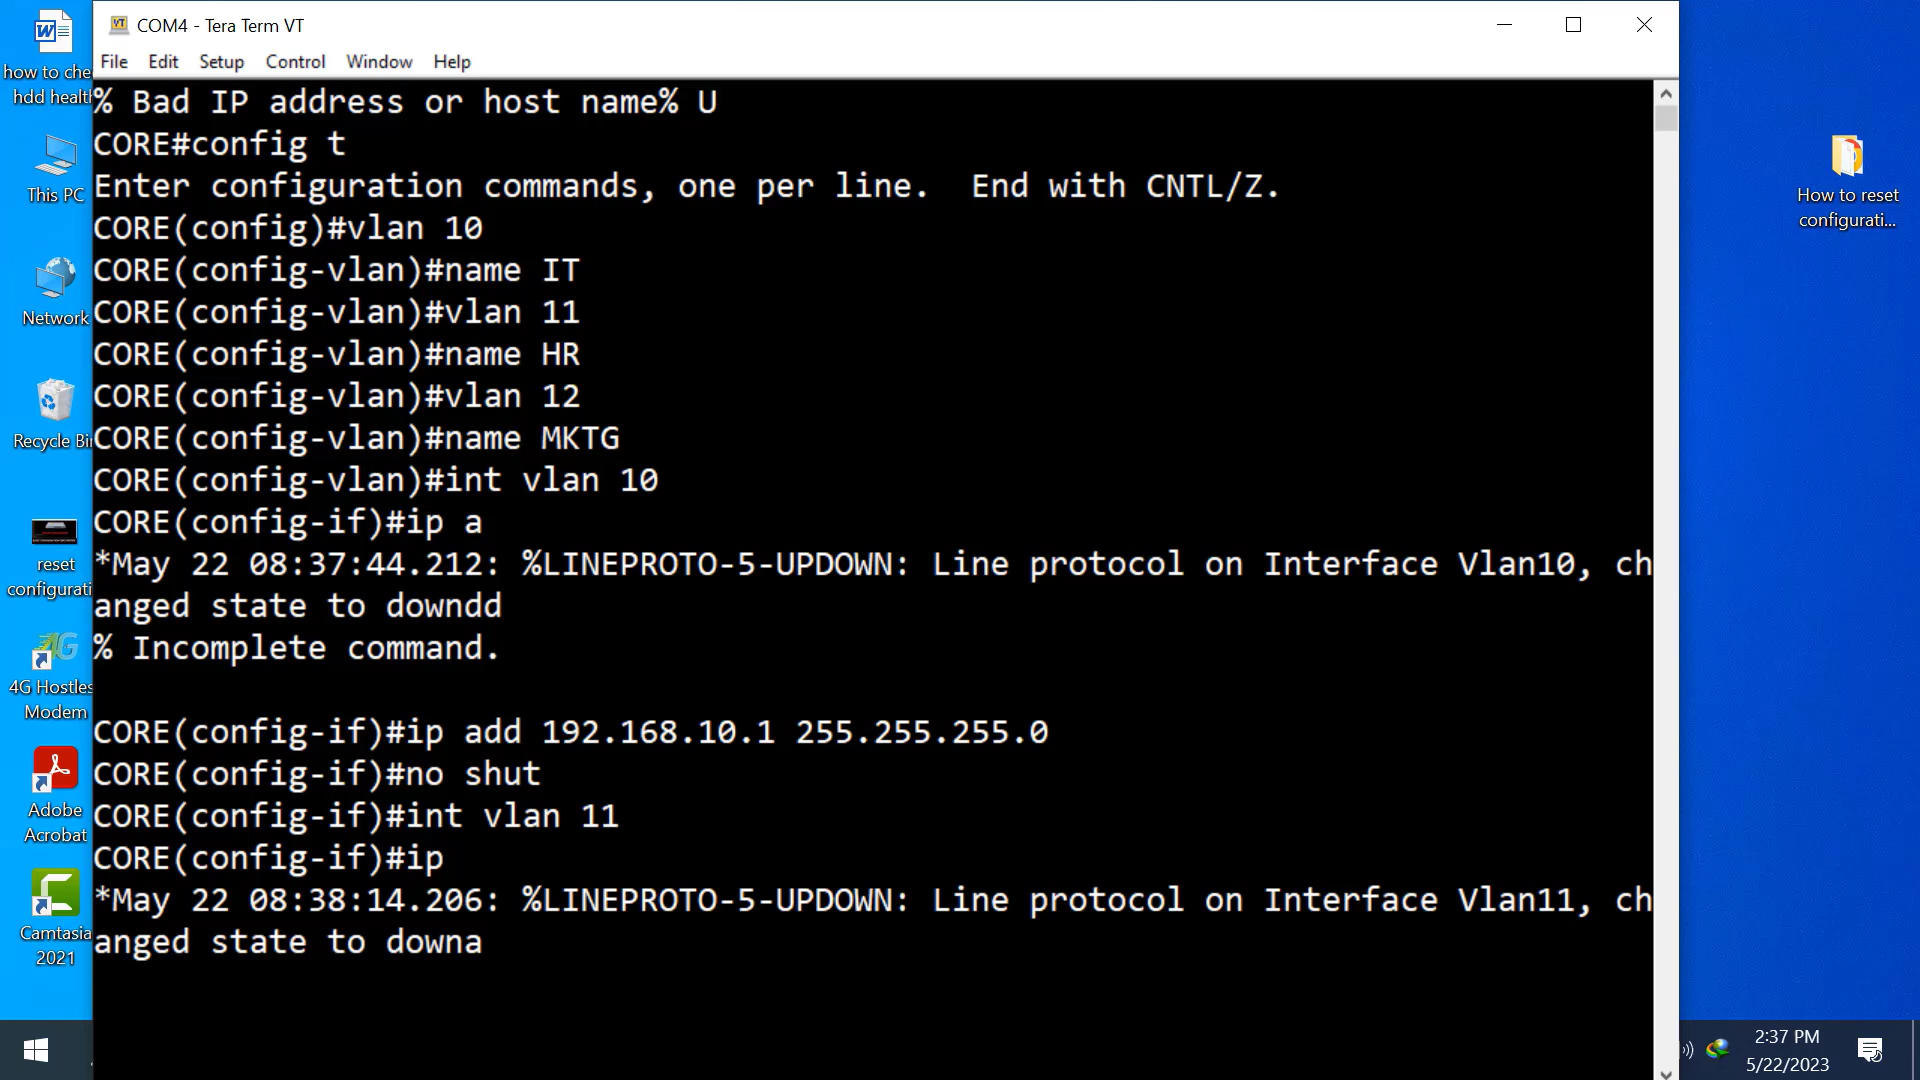 COM4 - Tera Term VT
File Edit Setup Control Window Help
% Bad IP address or host name% U
CORE#config t
Enter configuration commands, one per line.  End with CNTL/Z.
CORE(config)#vlan 10
CORE(config-vlan)#name IT
CORE(config-vlan)#vlan 11
CORE(config-vlan)#name HR
CORE(config-vlan)#vlan 12
CORE(config-vlan)#name MKTG
CORE(config-vlan)#int vlan 10
CORE(config-if)#ip a
*May 22 08:37:44.212: %LINEPROTO-5-UPDOWN: Line protocol on Interface Vlan10, ch
anged state to downdd
% Incomplete command.
CORE(config-if)#ip add 192.168.10.1 255.255.255.0
CORE(config-if)#no shut
CORE(config-if)#int vlan 11
CORE(config-if)#ip
*May 22 08:38:14.206: %LINEPROTO-5-UPDOWN: Line protocol on Interface Vlan11, ch
anged state to downa
how to che
hdd healt
This PC
Network
Recycle Bi
reset
configurati
4G Hostles
Modem
Adobe
Acrobat
Camtasia
2021
How to reset
configurati...
2:37 PM
5/22/2023